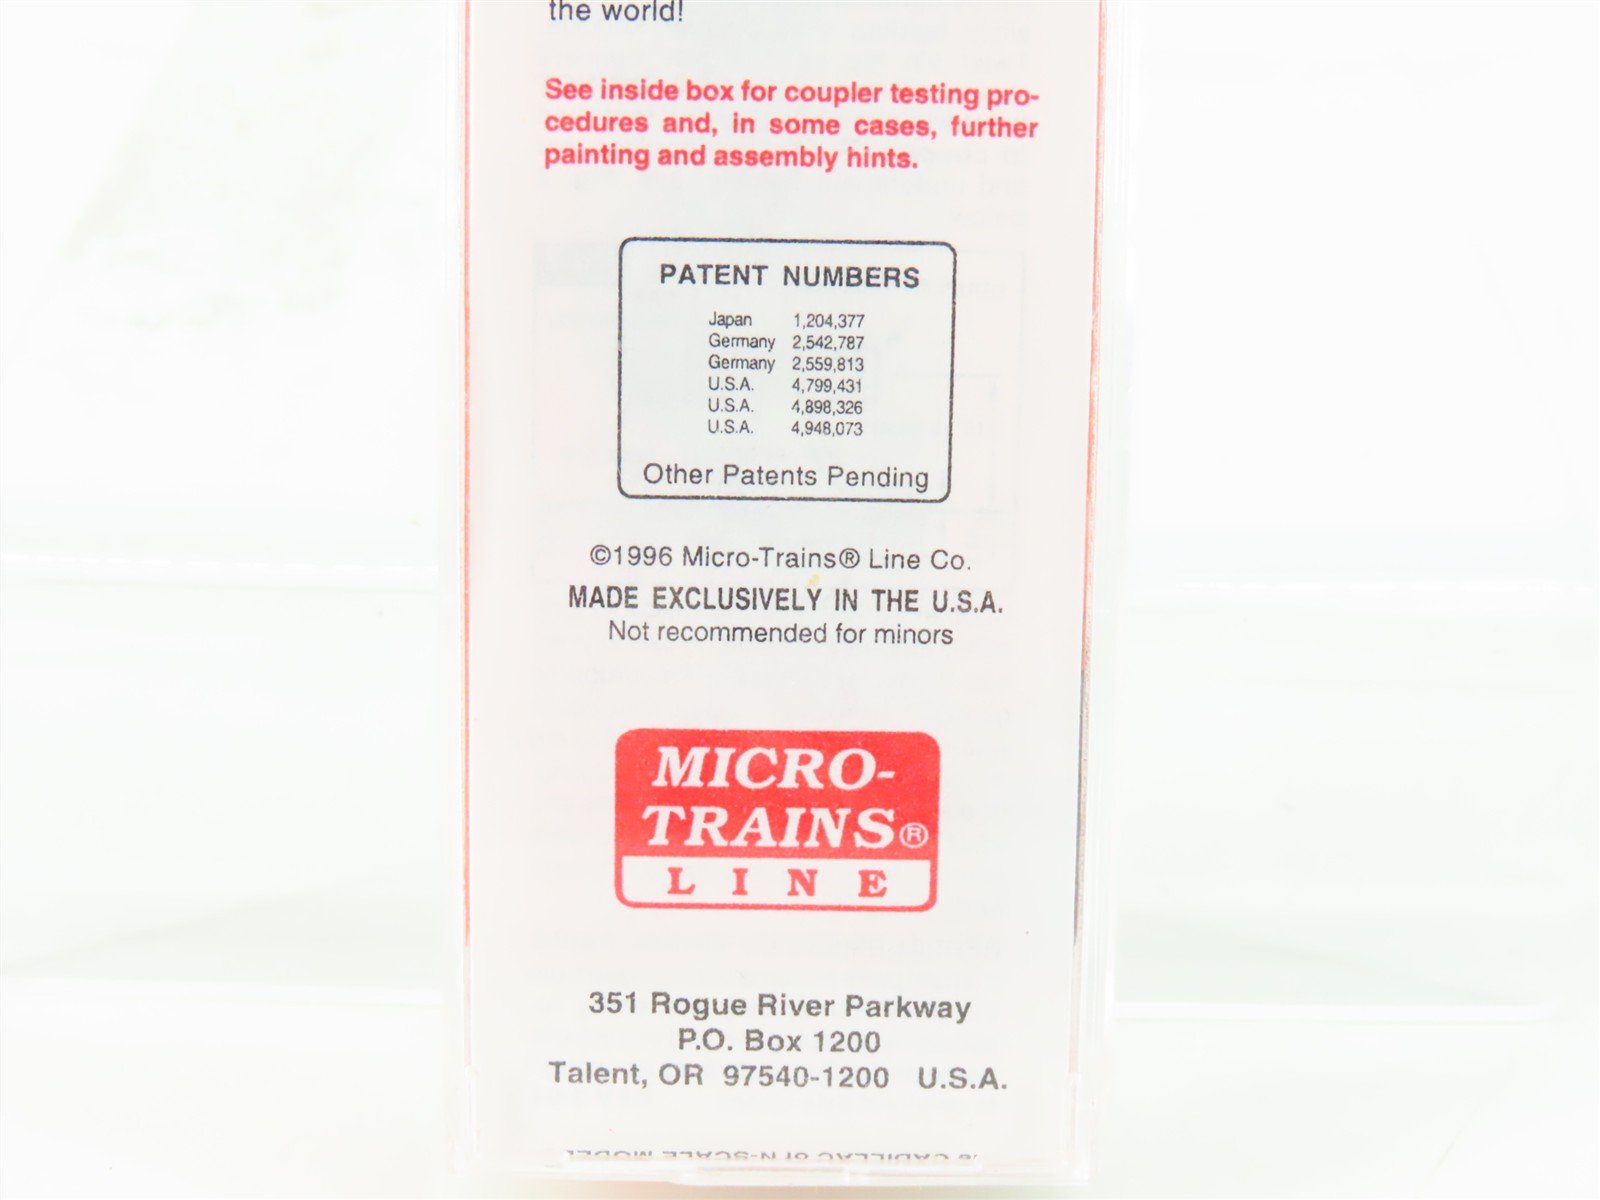 the world!
See inside box for coupler testing pro-
cedures and, in some cases, further
painting and assembly hints.
PATENT NUMBERS
Japan 1,204,377
Germany 2,542,787
Germany 2,559,813
U.S.A. 4,799,431
U.S.A. 4,898,326
U.S.A. 4,948,073
Other Patents Pending
©1996 Micro-Trains® Line Co.
MADE EXCLUSIVELY IN THE U.S.A.
Not recommended for minors
MICRO-
TRAINS®
LINE
351 Rogue River Parkway
P.O. Box 1200
Talent, OR 97540-1200 U.S.A.
CADILLAC of N-SCALE